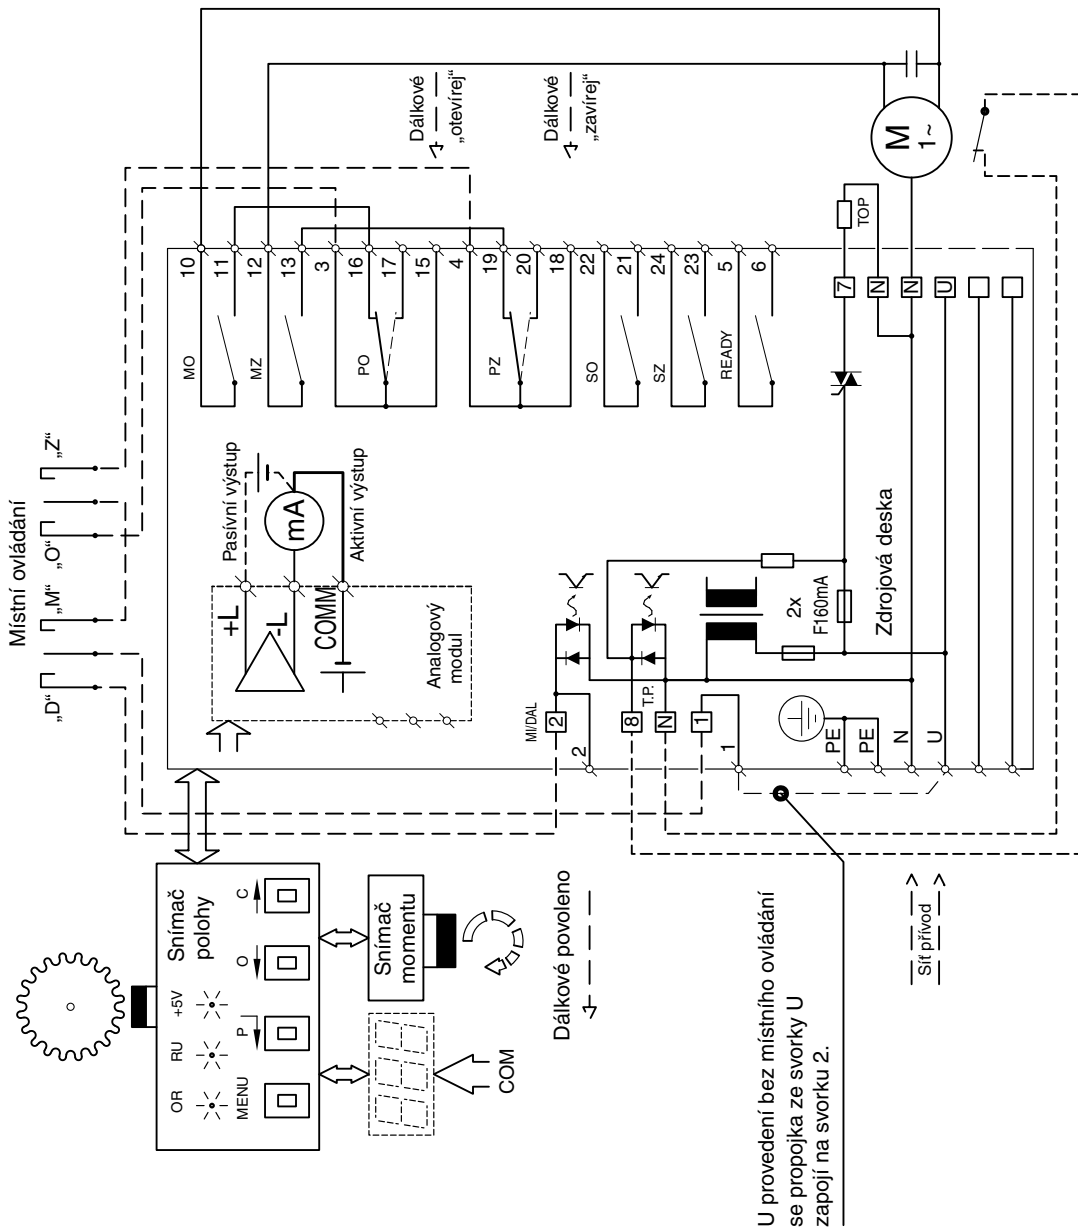 Místní ovládání
„D“
„M“
„O“
„Z“
Dálkové
„otevírej“
Dálkové
„zavírej“
M
1~
TOP
10
11
12
13
3
16
17
15
4
19
20
18
22
21
24
23
5
6
7
N
N
U
MO
MZ
PO
PZ
SO
SZ
READY
Pasívní výstup
mA
Aktivní výstup
+L
-L
COMM
Analogový
modul
Zdrojová deska
2x
F160mA
MI/DAL
2
2
T.P.
8
N
1
1
PE
PE
N
U
Snímač
polohy
+5V
RU
OR
C
O
P
MENU
Snímač
momentu
COM
Dálkové povoleno
Síť přívod
U provedení bez místního ovládání
se propojka ze svorky U
zapojí na svorku 2.